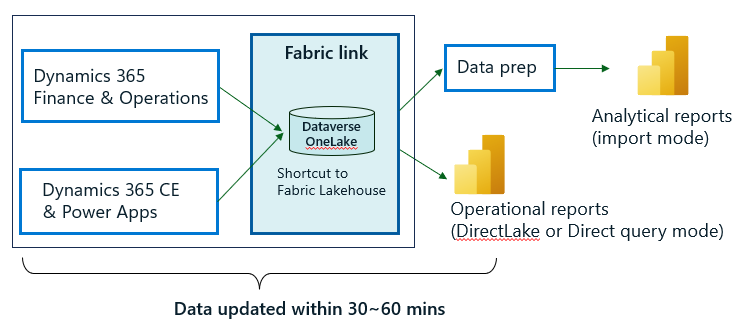 Dynamics 365
Finance & Operations
Dynamics 365 CE
& Power Apps
Fabric link
Dataverse
OneLake
Shortcut to
Fabric Lakehouse
Data prep
Analytical reports
(import mode)
Operational reports
(DirectLake or Direct query mode)
Data updated within 30~60 mins